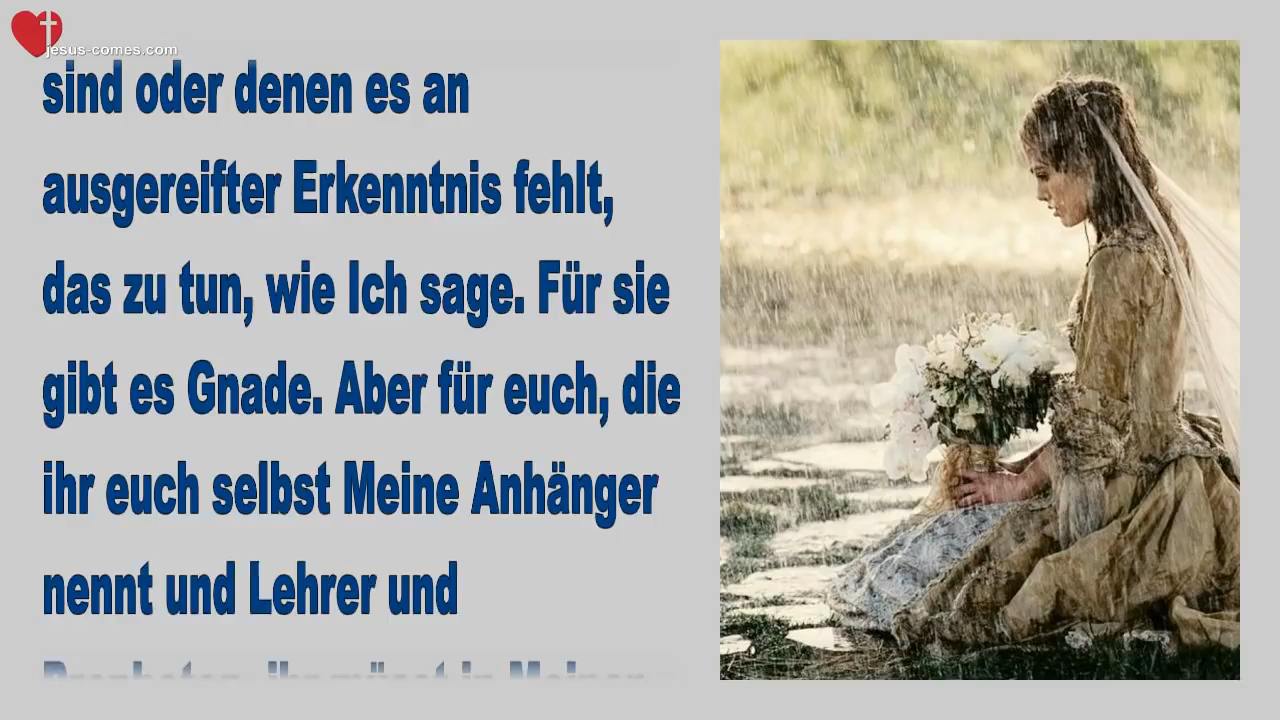 jesus-comes.com
sind oder denen es an
ausgereifter Erkenntnis fehlt,
das zu tun, wie Ich sage. Für sie
gibt es Gnade. Aber für euch, die
ihr euch selbst Meine Anhänger
nennt und Lehrer und